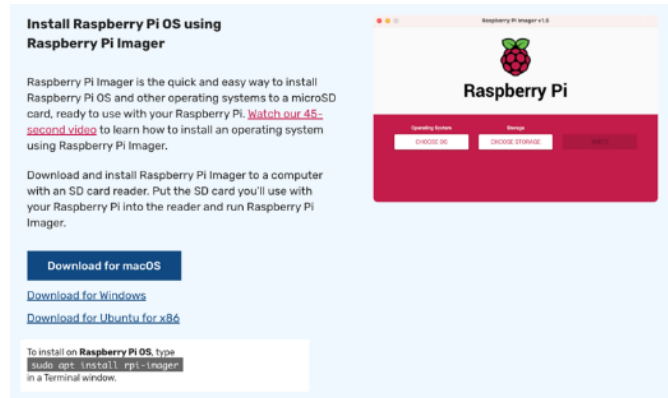 Install Raspberry Pi OS using
Raspberry Pi Imager
Raspberry Pi Imager is the quick and easy way to install
Raspberry Pi OS and other operating systems to a microSD
card, ready to use with your Raspberry Pi. Watch our 45-
second video to learn how to install an operating system
using Raspberry Pi Imager.
Download and install Raspberry Pi Imager to a computer
with an SD card reader. Put the SD card you'll use with
your Raspberry Pi into the reader and run Raspberry Pi
Imager.
Download for macOS
Download for Windows
Download for Ubuntu for x86
To install on Raspberry Pi OS, type
sudo apt install rpi-imager
in a Terminal window.
Raspberry Pi Imager v1.6
Raspberry Pi
Operating System Storage
CHOOSE OS CHOOSE STORAGE WRITE